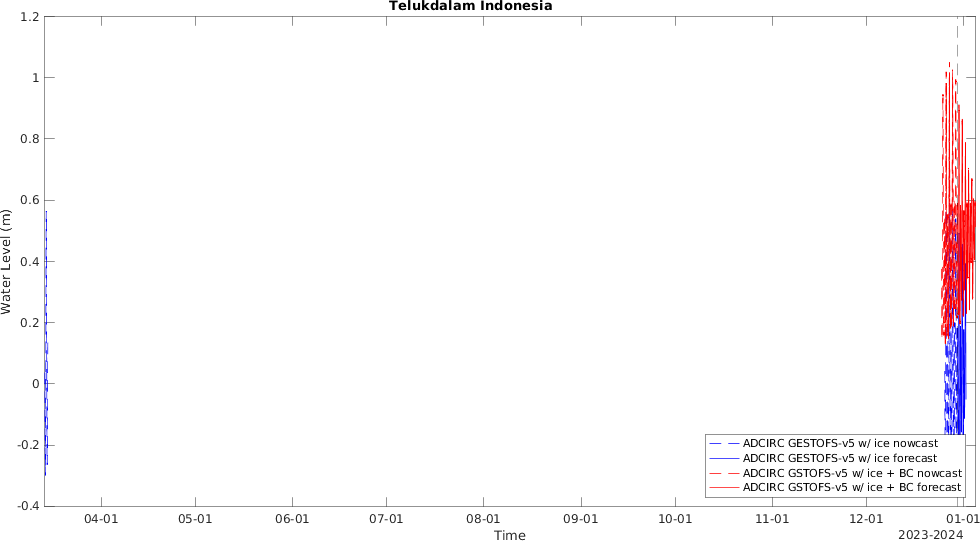 Telukdalam Indonesia
Water Level (m)
1.2
1
0.8
0.6
0.4
0.2
0
-0.2
-0.4
ADCIRC GESTOFS-v5 w/ ice nowcast
ADCIRC GESTOFS-v5 w/ ice forecast
ADCIRC GSTOFS-v5 w/ ice + BC nowcast
ADCIRC GSTOFS-v5 w/ ice + BC forecast
04-01 05-01 06-01 07-01 08-01 09-01 10-01 11-01 12-01 01-01
Time
2023-2024